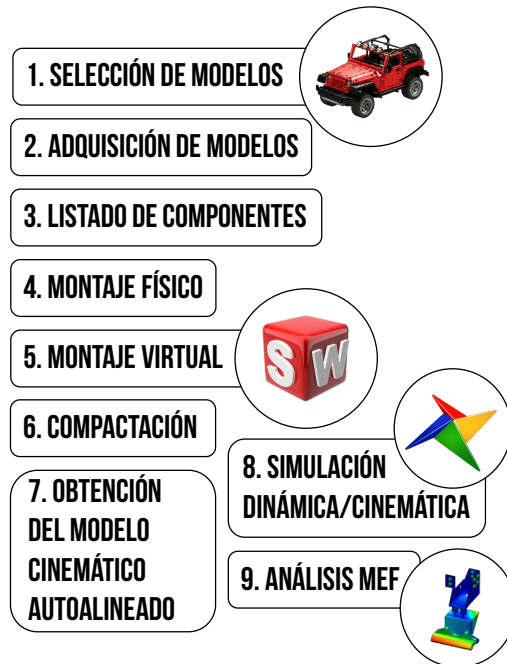 1. SELECCIÓN DE MODELOS
2. ADQUISICIÓN DE MODELOS
3. LISTADO DE COMPONENTES
4. MONTAJE FÍSICO
5. MONTAJE VIRTUAL
SW
6. COMPACTACIÓN
7. OBTENCIÓN
DEL MODELO
CINEMÁTICO
AUTOALINEADO
8. SIMULACIÓN
DINÁMICA/CINEMÁTICA
9. ANÁLISIS MEF